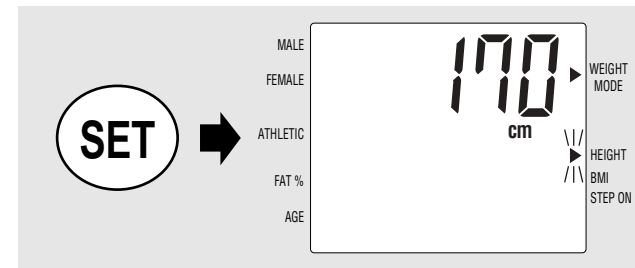 SET
MALE
FEMALE
ATHLETIC
FAT %
AGE
170
cm
WEIGHT
MODE
HEIGHT
BMI
STEP ON